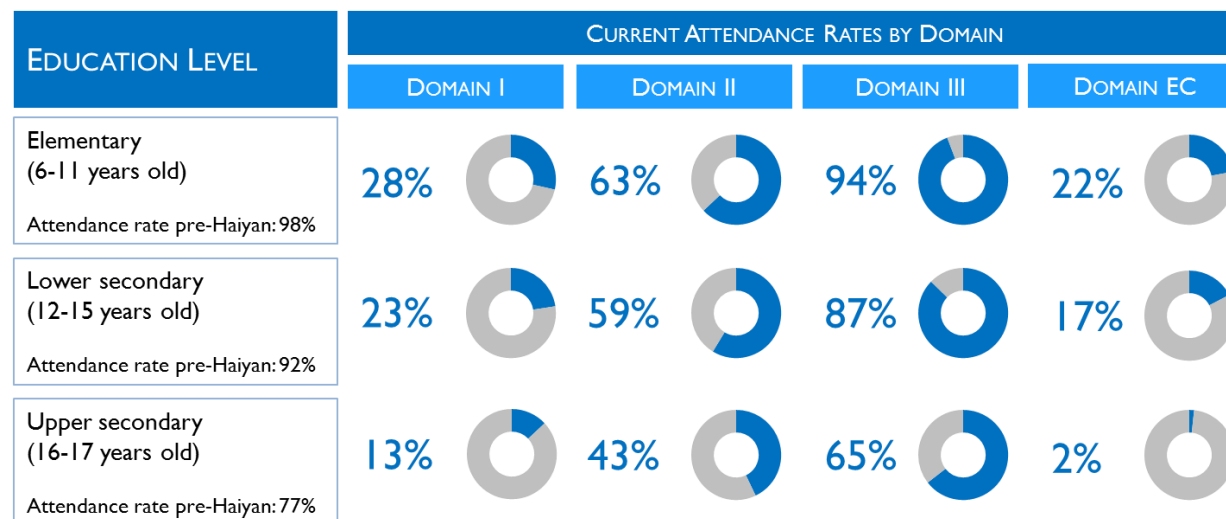 EDUCATION LEVEL
CURRENT ATTENDANCE RATES BY DOMAIN
DOMAIN I
DOMAIN II
DOMAIN III
DOMAIN EC
Elementary
(6-11 years old)
Attendance rate pre-Haiyan: 98%
28%
63%
94%
22%
Lower secondary
(12-15 years old)
Attendance rate pre-Haiyan: 92%
23%
59%
87%
17%
Upper secondary
(16-17 years old)
Attendance rate pre-Haiyan: 77%
13%
43%
65%
2%